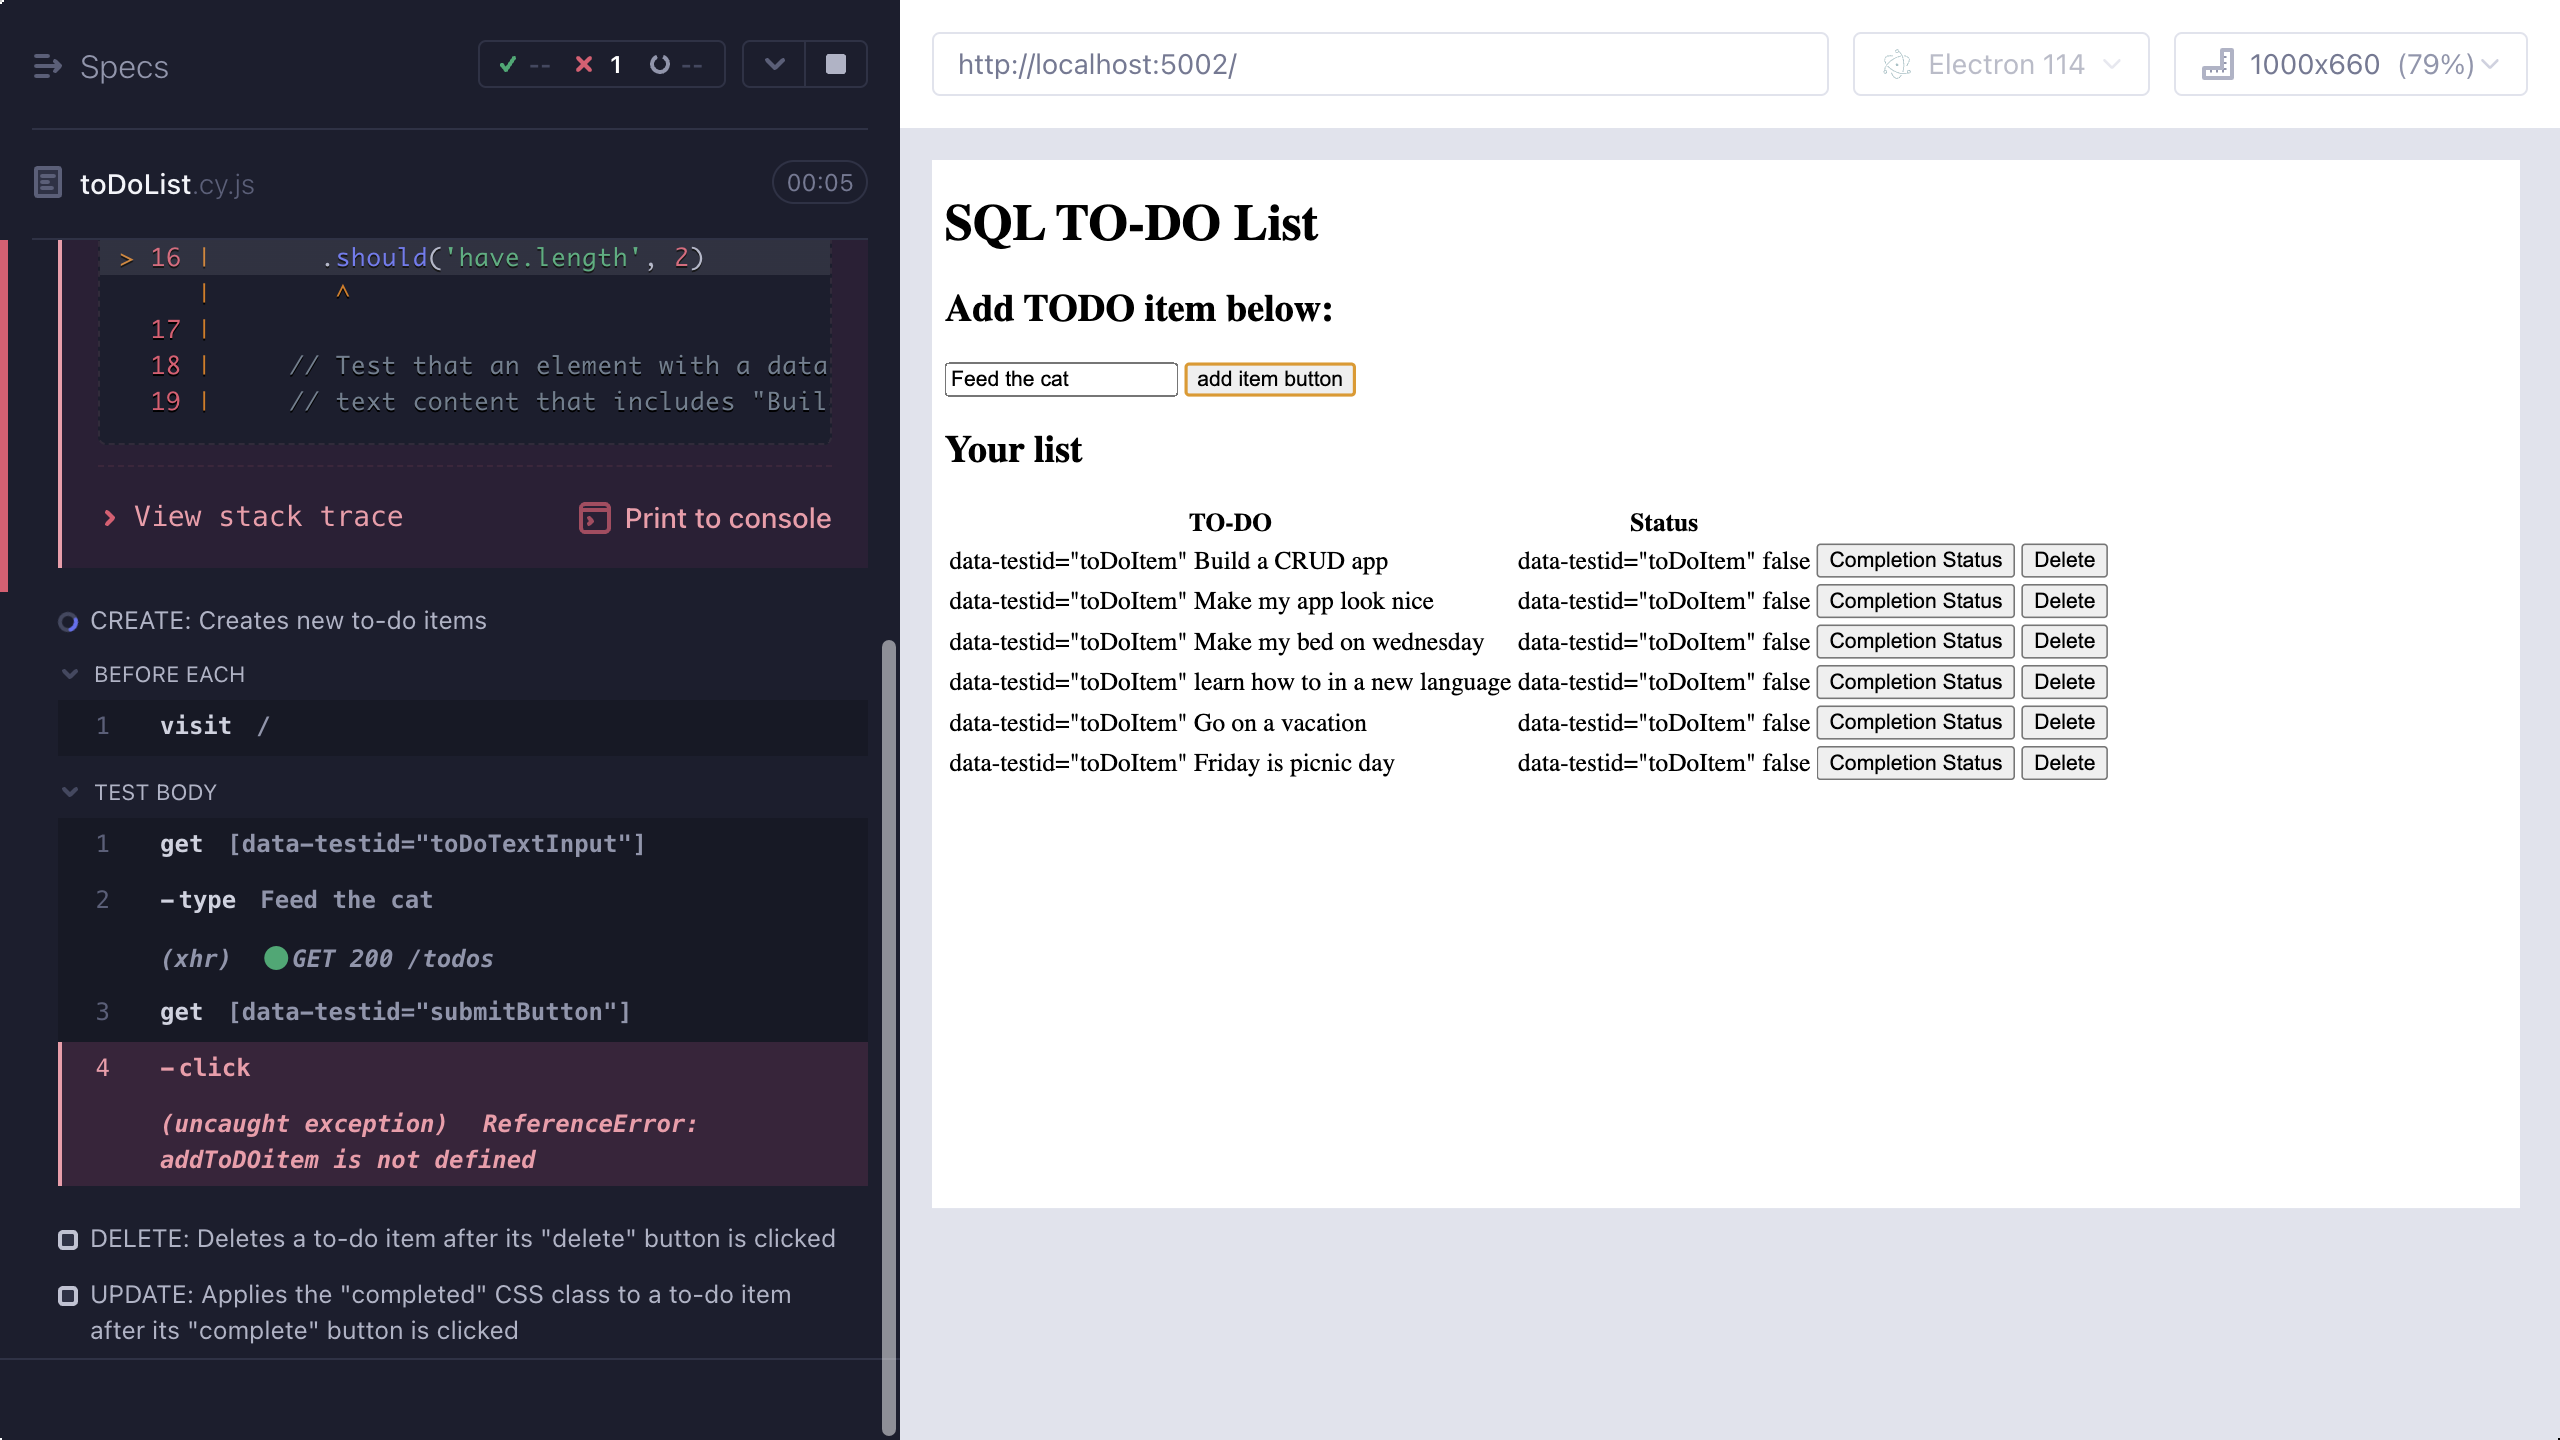 Specs
-- 1 --
toDoList.cy.js
00:05
> 16 | .should('have.length', 2)
| ^
17 |
18 | // Test that an element with a data
19 | // text content that includes "Buil
View stack trace
Print to console
CREATE: Creates new to-do items
BEFORE EACH
1 visit /
TEST BODY
1 get [data-testid="toDoTextInput"]
2 -type Feed the cat
(xhr) GET 200 /todos
3 get [data-testid="submitButton"]
4 -click
(uncaught exception) ReferenceError:
addToDOitem is not defined
DELETE: Deletes a to-do item after its "delete" button is clicked
UPDATE: Applies the "completed" CSS class to a to-do item
after its "complete" button is clicked
http://localhost:5002/
Electron 114
1000x660 (79%)
SQL TO-DO List
Add TODO item below:
Feed the cat add item button
Your list
TO-DO Status
data-testid="toDoItem" Build a CRUD app data-testid="toDoItem" false Completion Status Delete
data-testid="toDoItem" Make my app look nice data-testid="toDoItem" false Completion Status Delete
data-testid="toDoItem" Make my bed on wednesday data-testid="toDoItem" false Completion Status Delete
data-testid="toDoItem" learn how to in a new language data-testid="toDoItem" false Completion Status Delete
data-testid="toDoItem" Go on a vacation data-testid="toDoItem" false Completion Status Delete
data-testid="toDoItem" Friday is picnic day data-testid="toDoItem" false Completion Status Delete